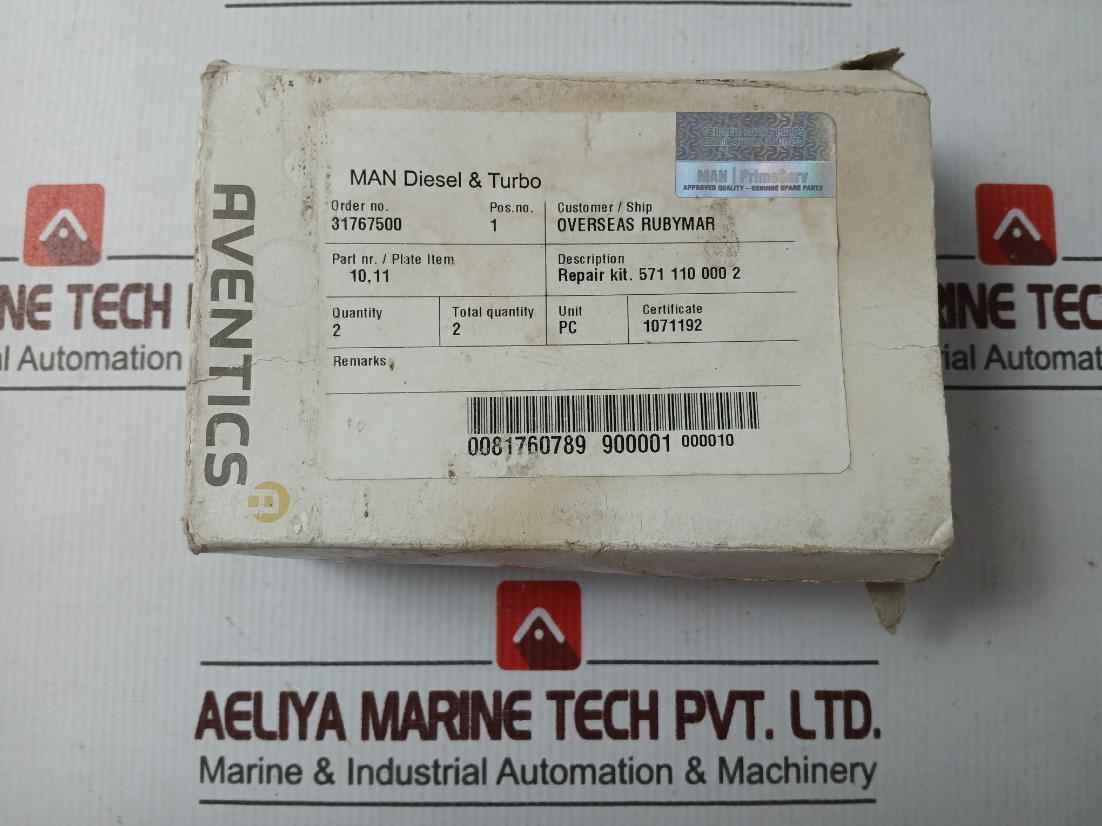 AVENTICS
MAN Diesel & Turbo
MAN | PrimeServ
APPROVED QUALITY – GENUINE SPARE PARTS
Order no. Pos.no. Customer / Ship
31767500 1 OVERSEAS RUBYMAR
Part nr. / Plate Item Description
10,11 Repair kit. 571 110 000 2
Quantity Total quantity Unit Certificate
2 2 PC 1071192
Remarks
0081760789 900001 000010
NE TECH
al Automation
RINE TEC
rial Automat
AELIYA MARINE TECH PVT. LTD.
Marine & Industrial Automation & Machinery